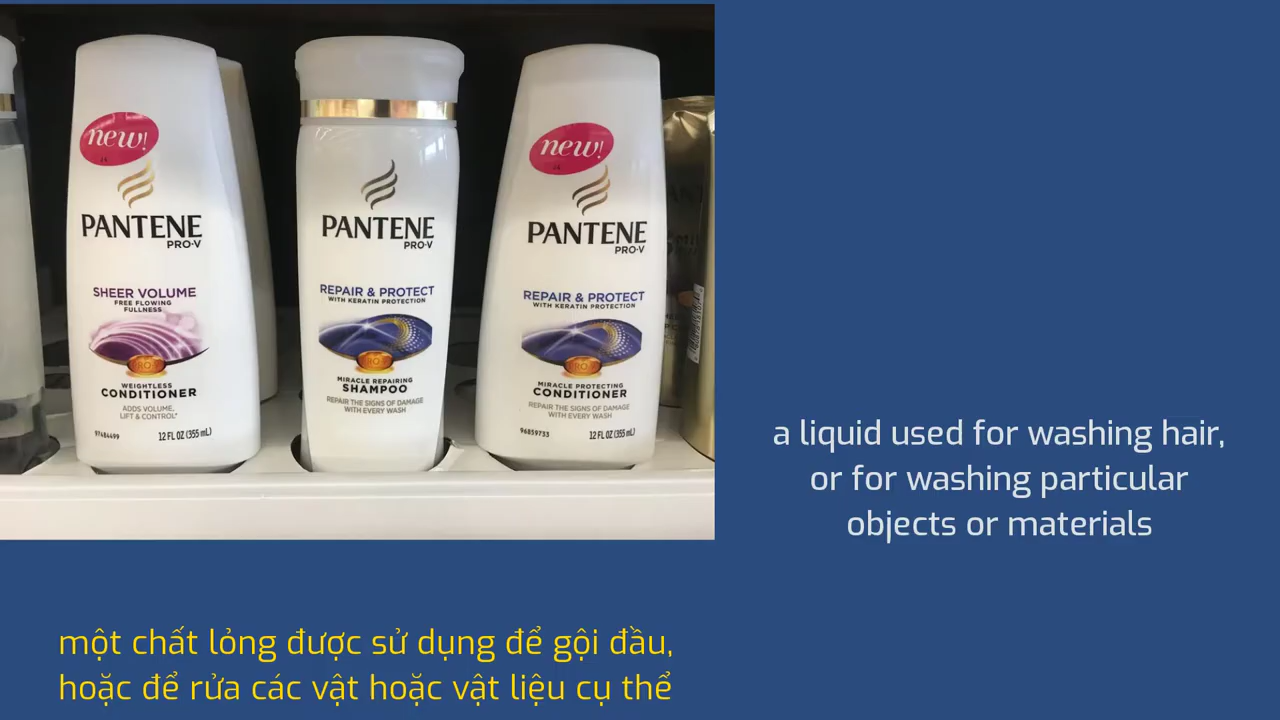 new!
PANTENE
PRO-V
SHEER VOLUME
FREE FLOWING
FULLNESS
WEIGHTLESS
CONDITIONER
ADDS VOLUME,
LIFT & CONTROL*
97484499
12 FL OZ (355 mL)
PANTENE
PRO-V
REPAIR & PROTECT
WITH KERATIN PROTECTION
MIRACLE REPAIRING
SHAMPOO
REPAIR THE SIGNS OF DAMAGE
WITH EVERY WASH
new!
PANTENE
PRO-V
REPAIR & PROTECT
WITH KERATIN PROTECTION
MIRACLE PROTECTING
CONDITIONER
REPAIR THE SIGNS OF DAMAGE
WITH EVERY WASH
96859733
12 FL OZ (355 mL)
a liquid used for washing hair,
or for washing particular
objects or materials
một chất lỏng được sử dụng để gội đầu,
hoặc để rửa các vật hoặc vật liệu cụ thể